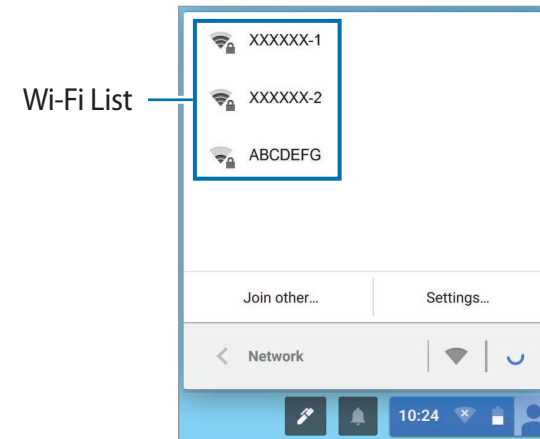 XXXXXX-1
Wi-Fi List
XXXXXX-2
ABCDEFG
Join other...
Settings...
Network
10:24